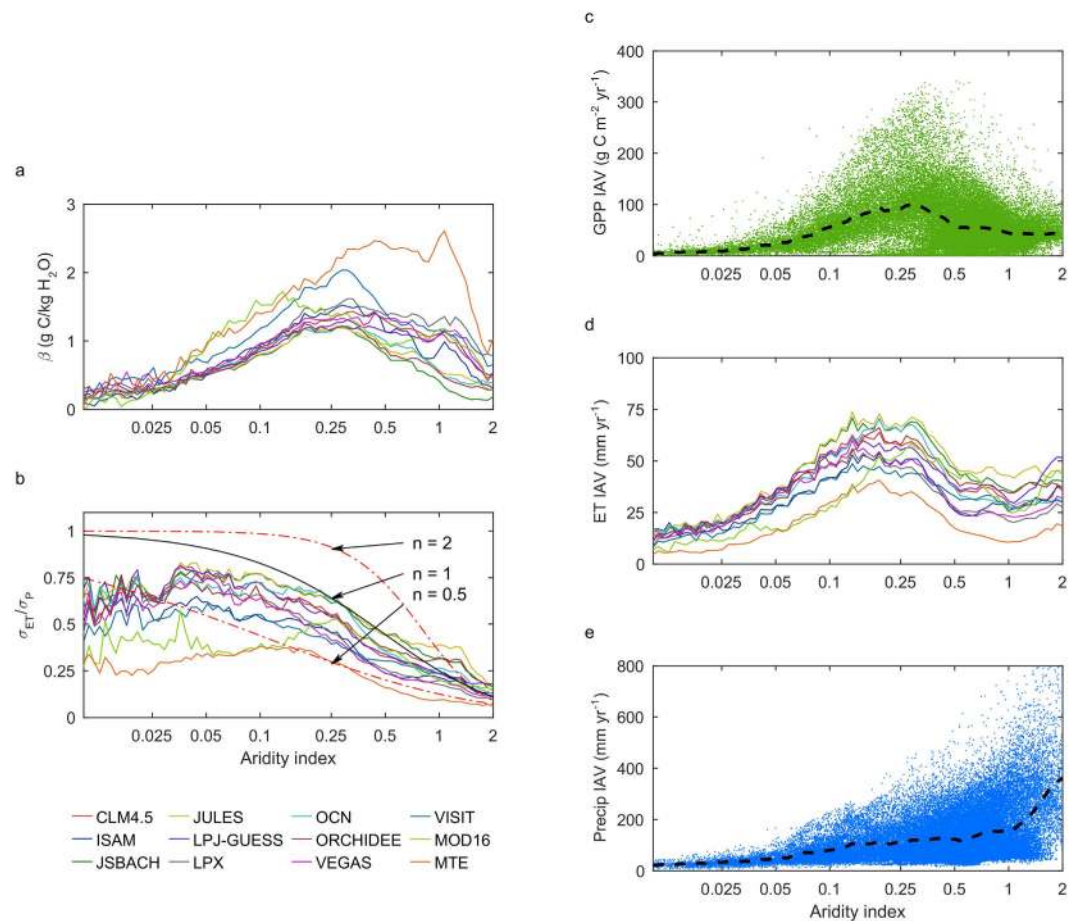 a
3
2
1
0
β (g C/kg H₂O)
0.025 0.05 0.1 0.25 0.5 1 2
b
1
0.75
0.5
0.25
0
σ_ET/σ_P
n = 2
n = 1
n = 0.5
0.025 0.05 0.1 0.25 0.5 1 2
Aridity index
CLM4.5 JULES OCN VISIT
ISAM LPJ-GUESS ORCHIDEE MOD16
JSBACH LPX VEGAS MTE
c
400
300
200
100
0
GPP IAV (g C m⁻² yr⁻¹)
0.025 0.05 0.1 0.25 0.5 1 2
d
100
75
50
25
0
ET IAV (mm yr⁻¹)
0.025 0.05 0.1 0.25 0.5 1 2
e
800
600
400
200
0
Precip IAV (mm yr⁻¹)
0.025 0.05 0.1 0.25 0.5 1 2
Aridity index